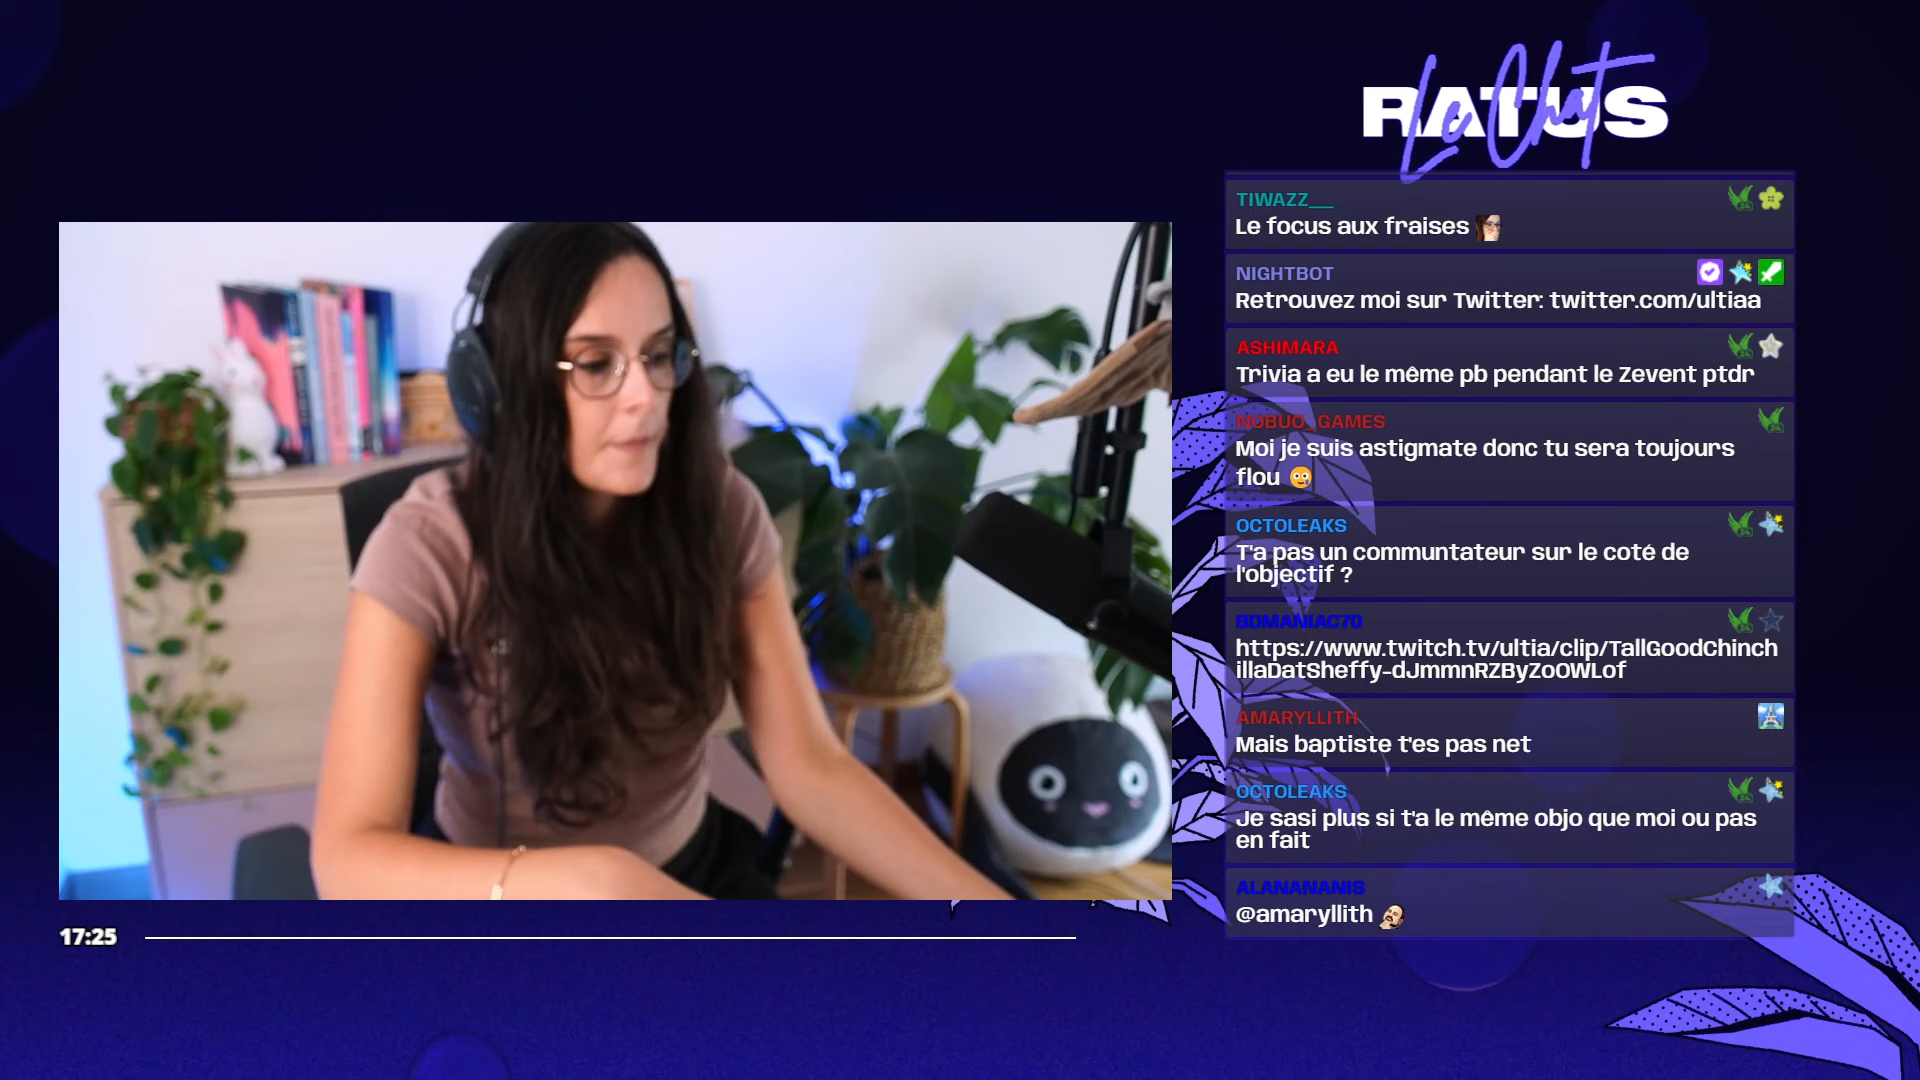 RATUS
Le Chat
TIWAZZ__
Le focus aux fraises
NIGHTBOT
Retrouvez moi sur Twitter: twitter.com/ultiaa
ASHIMARA
Trivia a eu le même pb pendant le Zevent ptdr
NOBUO_GAMES
Moi je suis astigmate donc tu sera toujours
flou
OCTOLEAKS
T'a pas un communtateur sur le coté de
l'objectif ?
BDMANIAC70
https://www.twitch.tv/ultia/clip/TallGoodChinch
illaDatSheffy-dJmmnRZByZoOWLof
AMARYLLITH
Mais baptiste t'es pas net
OCTOLEAKS
Je sasi plus si t'a le même objo que moi ou pas
en fait
ALANANANIS
@amaryllith
17:25